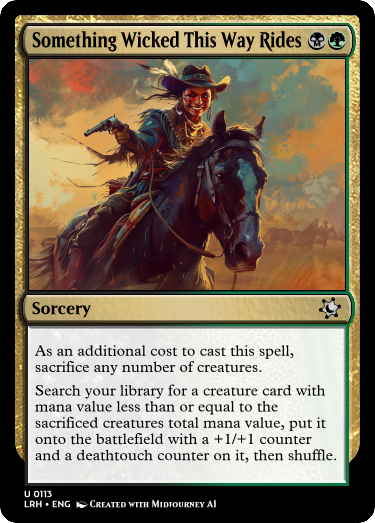 Something Wicked This Way Rides
Sorcery
As an additional cost to cast this spell,
sacrifice any number of creatures.
Search your library for a creature card with
mana value less than or equal to the
sacrificed creatures total mana value, put it
onto the battlefield with a +1/+1 counter
and a deathtouch counter on it, then shuffle.
U 0113
LRH • ENG Created with Midjourney AI